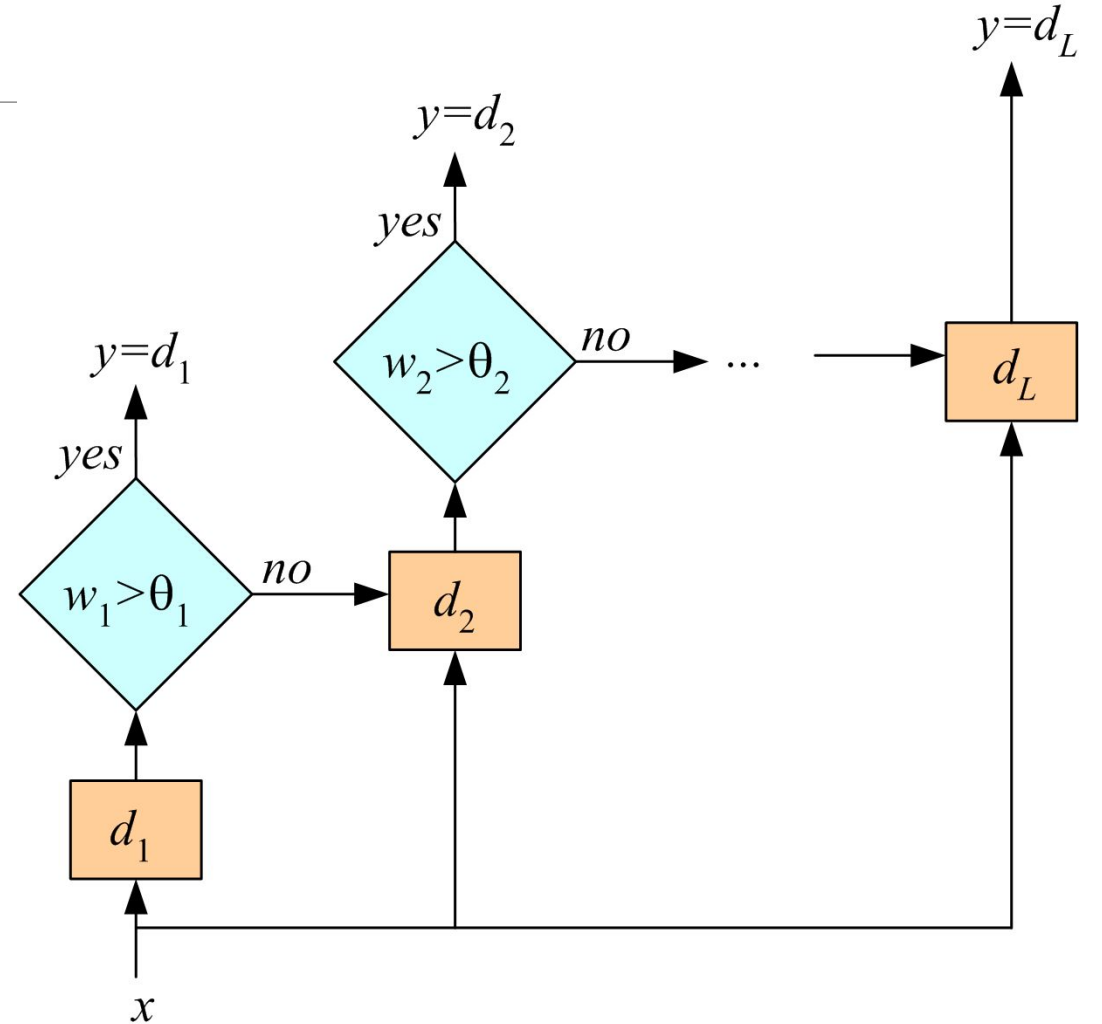 y=d_L
y=d_2
yes
w_2>θ_2
no
...
d_L
y=d_1
yes
w_1>θ_1
no
d_2
d_1
x